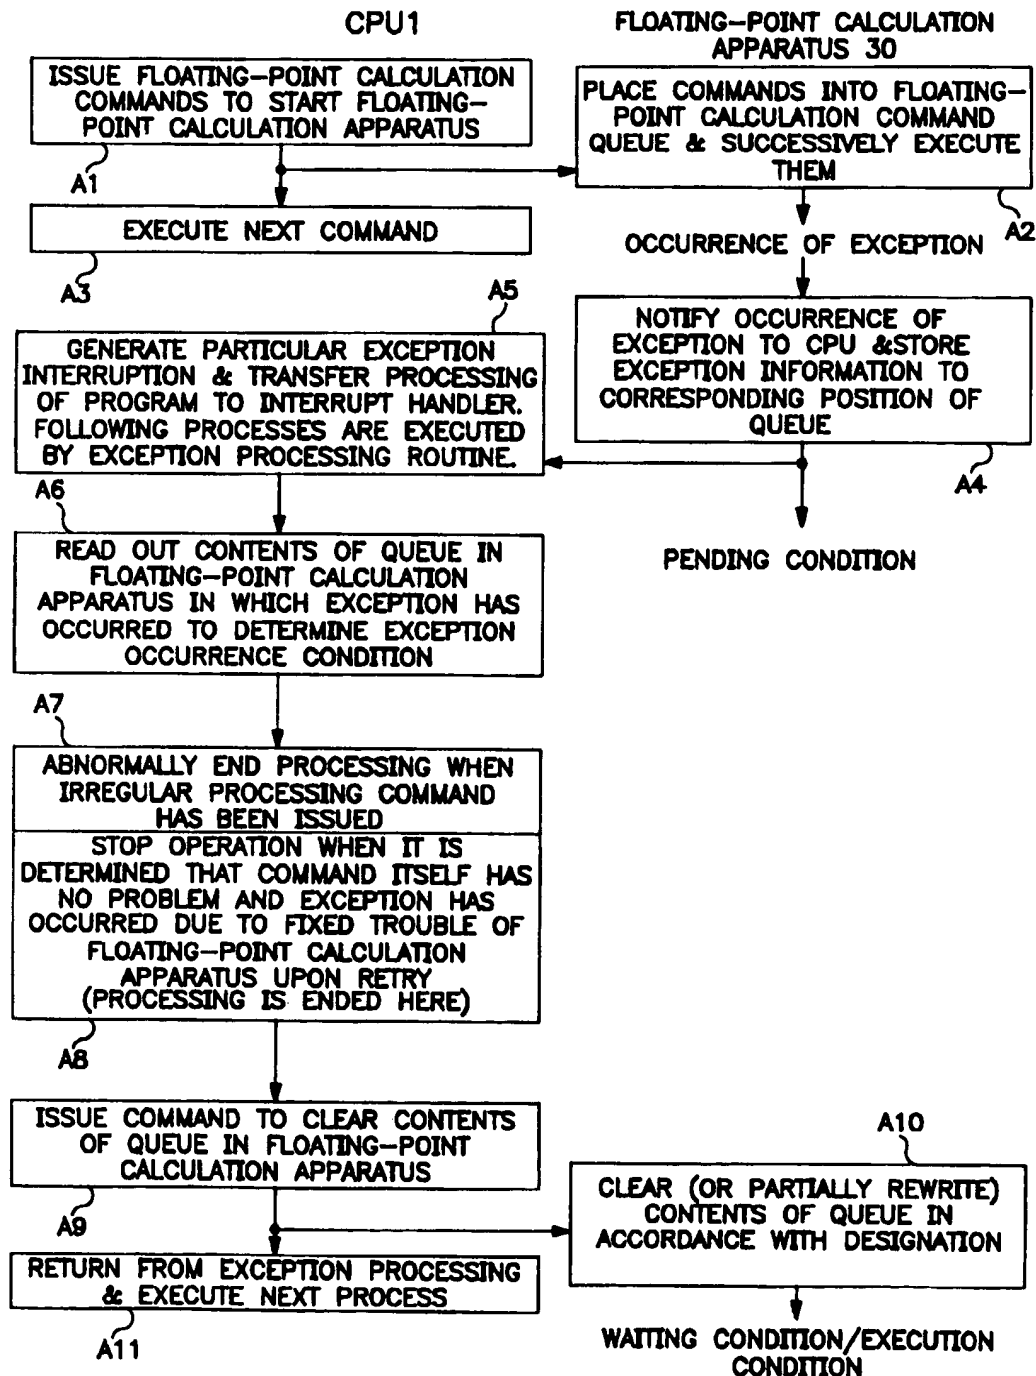 CPU1
FLOATING-POINT CALCULATION
APPARATUS 30
ISSUE FLOATING-POINT CALCULATION
COMMANDS TO START FLOATING-
POINT CALCULATION APPARATUS
A1
PLACE COMMANDS INTO FLOATING-
POINT CALCULATION COMMAND
QUEUE & SUCCESSIVELY EXECUTE
THEM
A2
EXECUTE NEXT COMMAND
A3
OCCURRENCE OF EXCEPTION
NOTIFY OCCURRENCE OF
EXCEPTION TO CPU &STORE
EXCEPTION INFORMATION TO
CORRESPONDING POSITION OF
QUEUE
A4
A5
GENERATE PARTICULAR EXCEPTION
INTERRUPTION & TRANSFER PROCESSING
OF PROGRAM TO INTERRUPT HANDLER.
FOLLOWING PROCESSES ARE EXECUTED
BY EXCEPTION PROCESSING ROUTINE.
PENDING CONDITION
A6
READ OUT CONTENTS OF QUEUE IN
FLOATING-POINT CALCULATION
APPARATUS IN WHICH EXCEPTION HAS
OCCURRED TO DETERMINE EXCEPTION
OCCURRENCE CONDITION
A7
ABNORMALLY END PROCESSING WHEN
IRREGULAR PROCESSING COMMAND
HAS BEEN ISSUED
STOP OPERATION WHEN IT IS
DETERMINED THAT COMMAND ITSELF HAS
NO PROBLEM AND EXCEPTION HAS
OCCURRED DUE TO FIXED TROUBLE OF
FLOATING-POINT CALCULATION
APPARATUS UPON RETRY
(PROCESSING IS ENDED HERE)
A8
ISSUE COMMAND TO CLEAR CONTENTS
OF QUEUE IN FLOATING-POINT
CALCULATION APPARATUS
A9
A10
CLEAR (OR PARTIALLY REWRITE)
CONTENTS OF QUEUE IN
ACCORDANCE WITH DESIGNATION
RETURN FROM EXCEPTION PROCESSING
& EXECUTE NEXT PROCESS
A11
WAITING CONDITION/EXECUTION
CONDITION